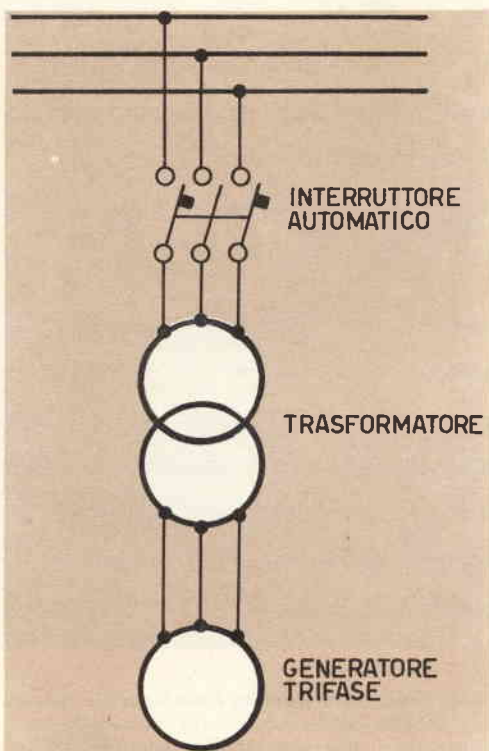 INTERRUTTORE
AUTOMATICO
TRASFORMATORE
GENERATORE
TRIFASE